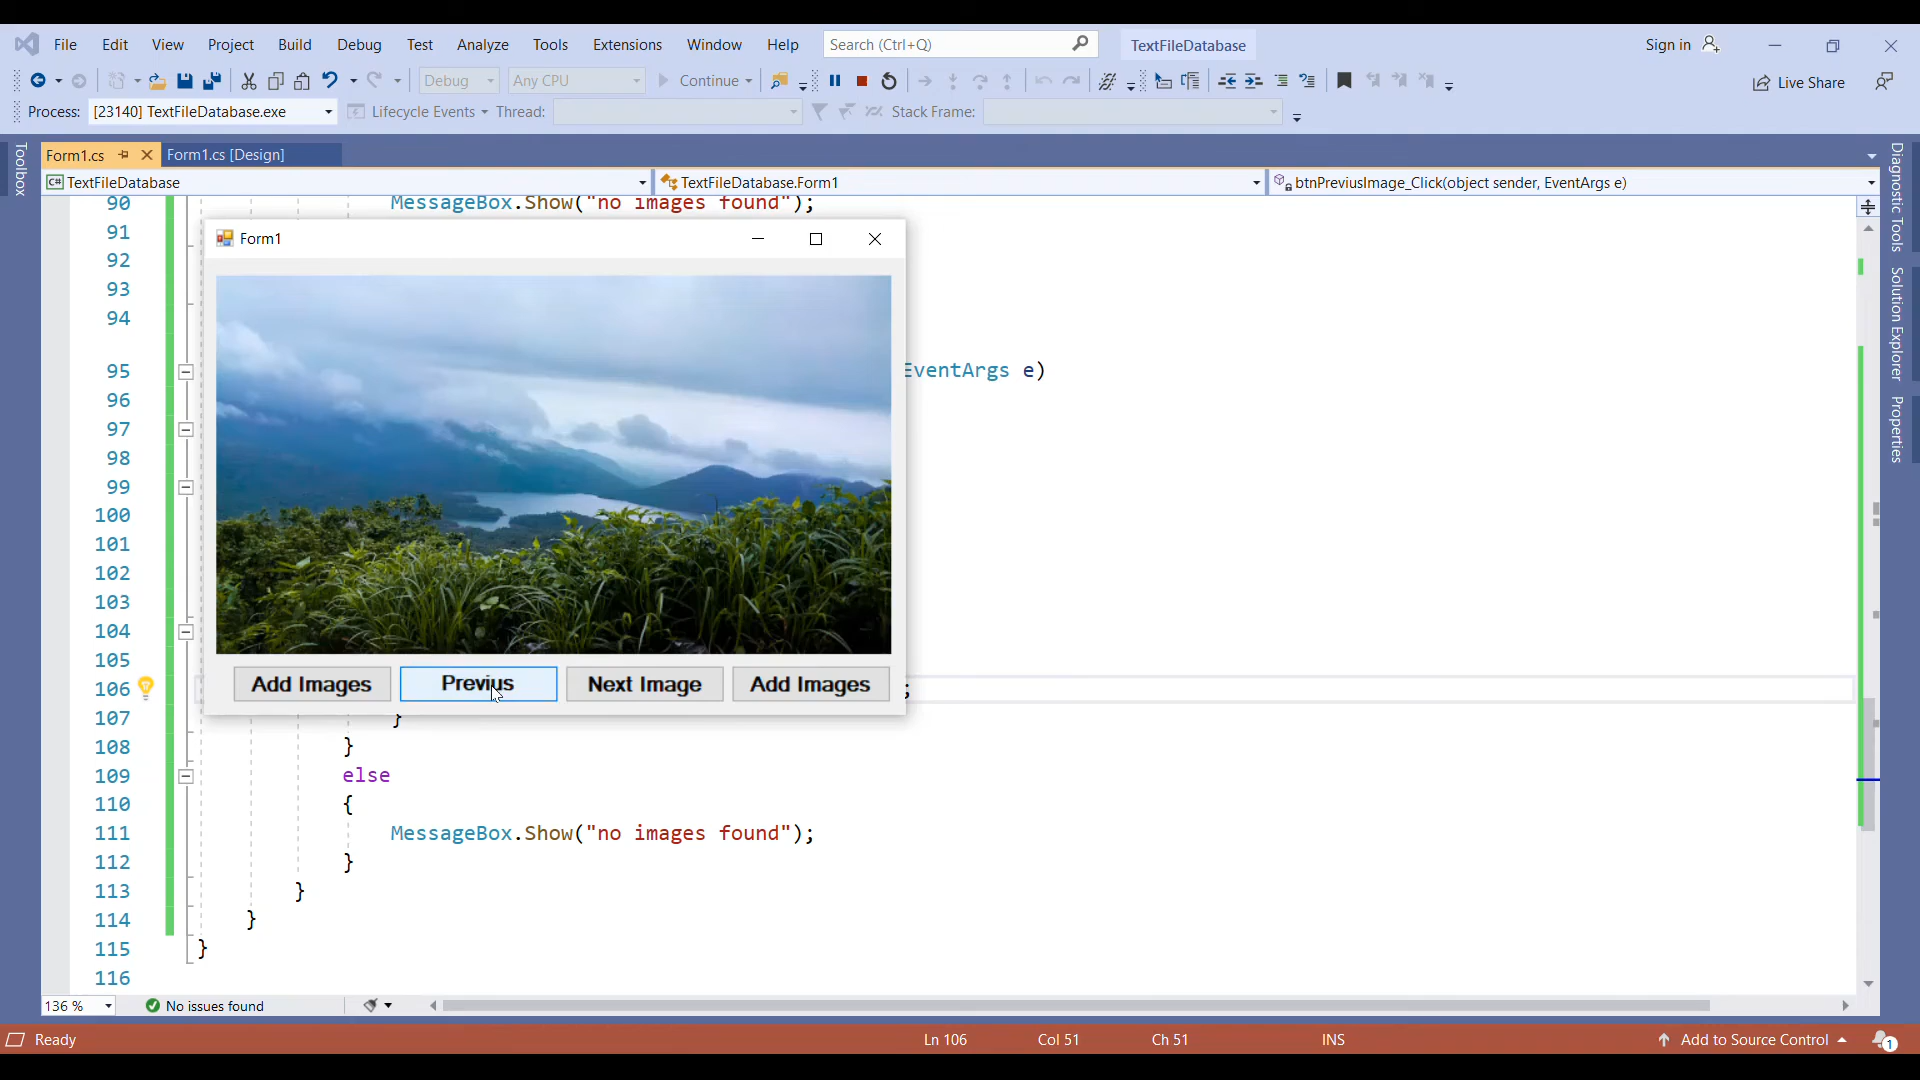 File Edit View Project Build Debug Test Analyze Tools Extensions Window Help Search (Ctrl+Q) TextFileDatabase Sign in
Debug Any CPU Continue Live Share
Process: [23140] TextFileDatabase.exe Lifecycle Events Thread: Stack Frame:
Toolbox
Form1.cs Form1.cs [Design]
C# TextFileDatabase TextFileDatabase.Form1 btnPreviusImage_Click(object sender, EventArgs e)
Diagnostic Tools
Solution Explorer
Properties
90 MessageBox.Show("no images found");
91
Form1
92
93
94
95 EventArgs e)
96
97
98
99
100
101
102
103
104
105
106 ;
Add Images Previus Next Image Add Images
107 }
108 }
109 else
110 {
111 MessageBox.Show("no images found");
112 }
113 }
114 }
115 }
116
136 % No issues found
Ready Ln 106 Col 51 Ch 51 INS Add to Source Control 1